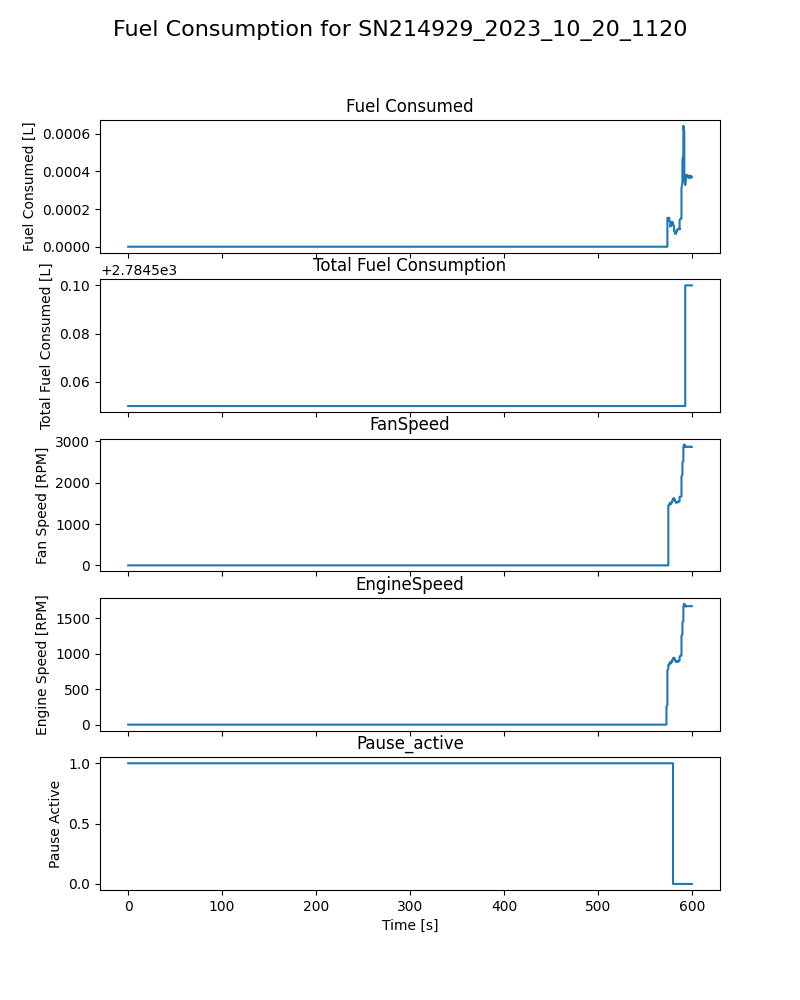 Fuel Consumption for SN214929_2023_10_20_1120
Fuel Consumed
Fuel Consumed [L]
0.0006
0.0004
0.0002
0.0000
Total Fuel Consumption
+2.7845e3
Total Fuel Consumed [L]
0.10
0.08
0.06
FanSpeed
Fan Speed [RPM]
3000
2000
1000
0
EngineSpeed
Engine Speed [RPM]
1500
1000
500
0
Pause_active
Pause Active
1.0
0.5
0.0
0 100 200 300 400 500 600
Time [s]